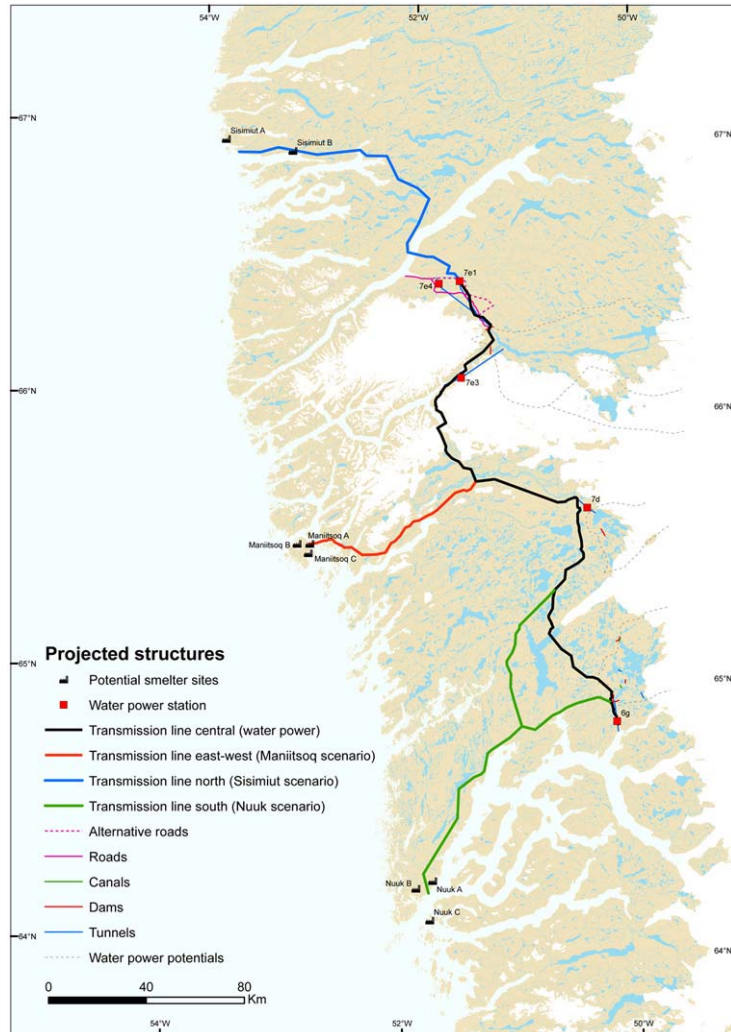 54°W 52°W 50°W
67°N 67°N
Sisimiut A
Sisimiut B
7e1
7e4
66°N 66°N
7e3
7d
Maniitsoq A
Maniitsoq B
Maniitsoq C
65°N 65°N
6g
Nuuk B
Nuuk A
Nuuk C
64°N 64°N
Projected structures
Potential smelter sites
Water power station
Transmission line central (water power)
Transmission line east-west (Maniitsoq scenario)
Transmission line north (Sisimiut scenario)
Transmission line south (Nuuk scenario)
Alternative roads
Roads
Canals
Dams
Tunnels
Water power potentials
0 20 40 80
Km
54°W 52°W 50°W